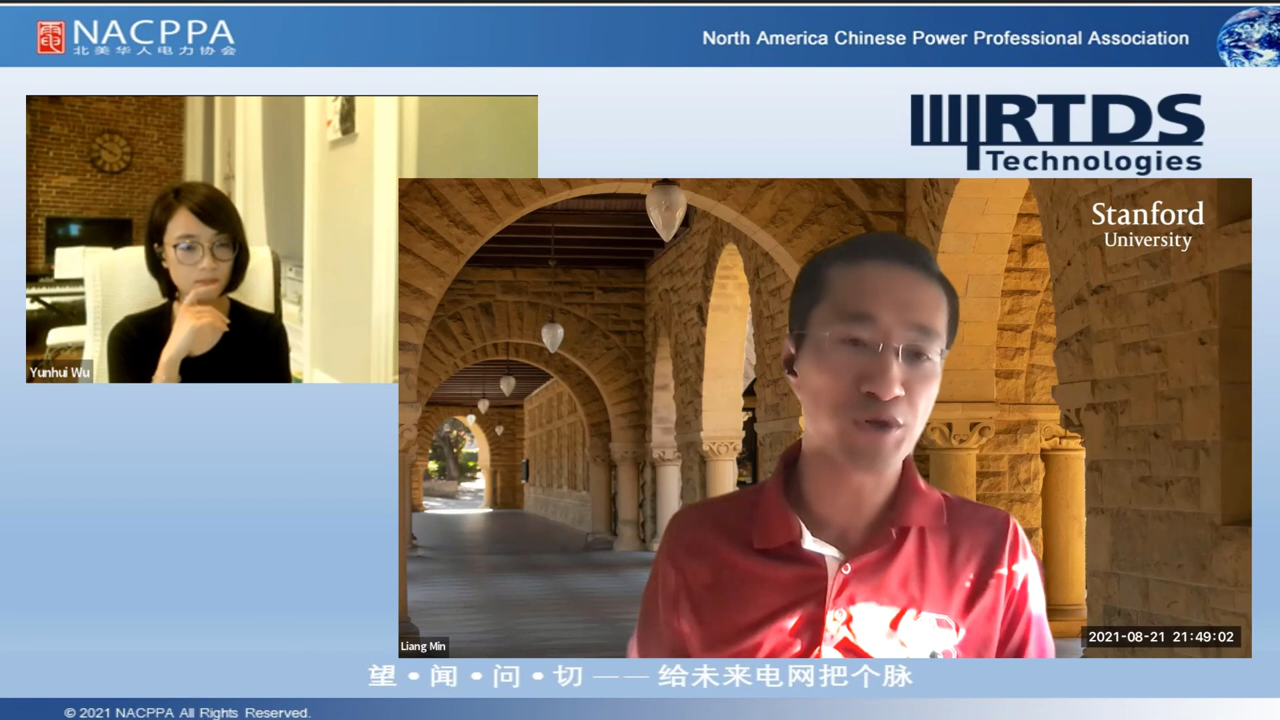 NACPPA
北美华人电力协会
North America Chinese Power Professional Association
RTDS
Technologies
Stanford
University
Yunhui Wu
Liang Min
2021-08-21 21:49:02
望 • 闻 • 问 • 切 —— 给未来电网把个脉
© 2021 NACPPA All Rights Reserved.